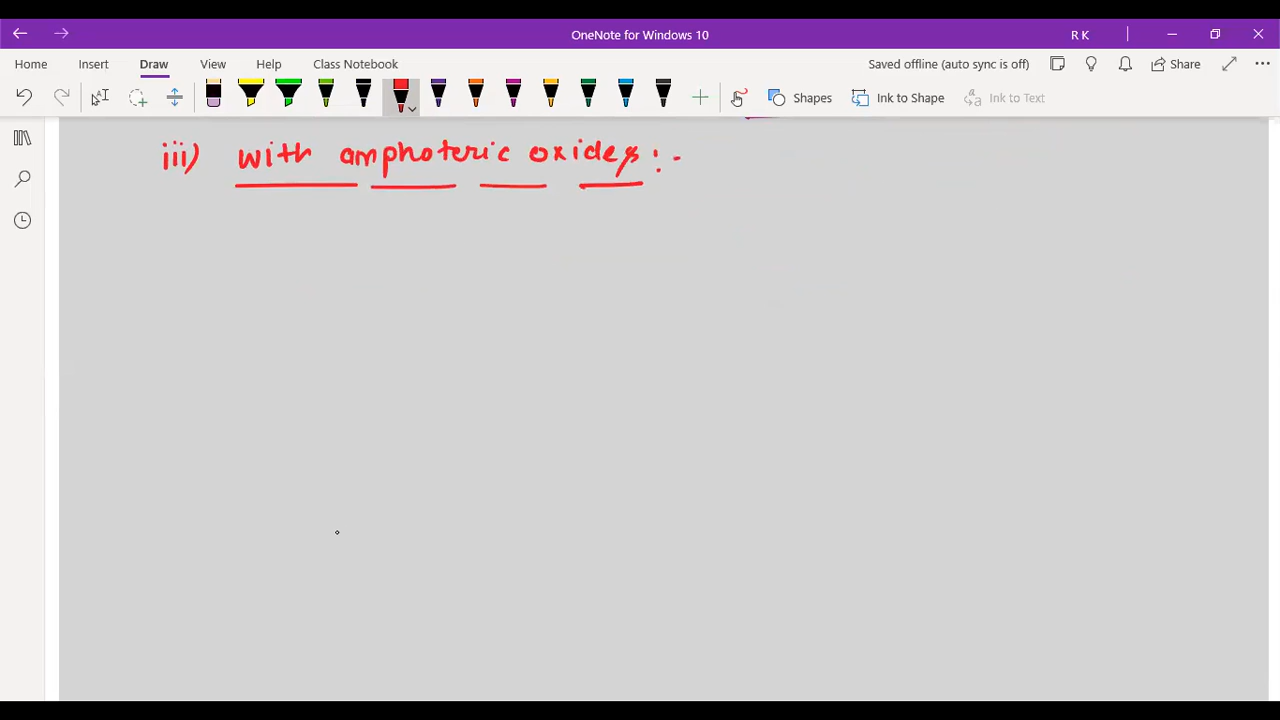 OneNote for Windows 10
R K
Home Insert Draw View Help Class Notebook
Saved offline (auto sync is off)
Share
Shapes
Ink to Shape
Ink to Text
iii) with amphoteric oxides :-